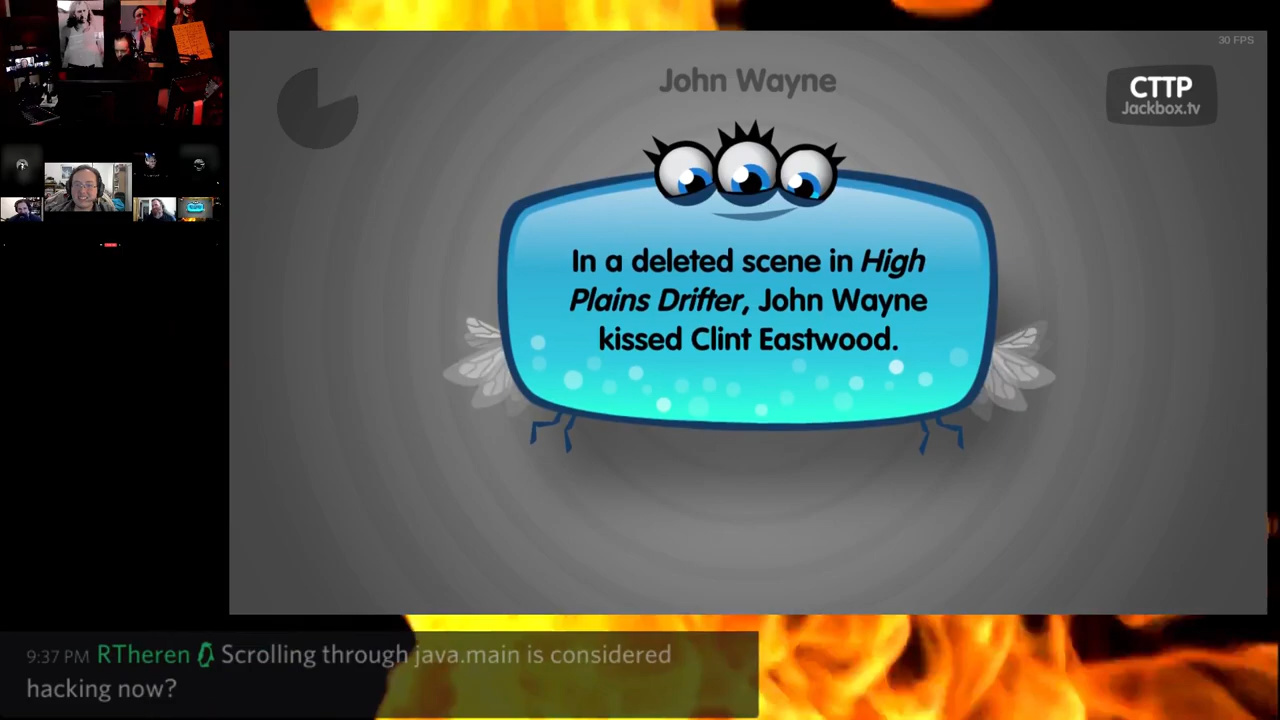 30 FPS
John Wayne
CTTP
Jackbox.tv
In a deleted scene in High
Plains Drifter, John Wayne
kissed Clint Eastwood.
9:37 PM RTheren Scrolling through java.main is considered
hacking now?